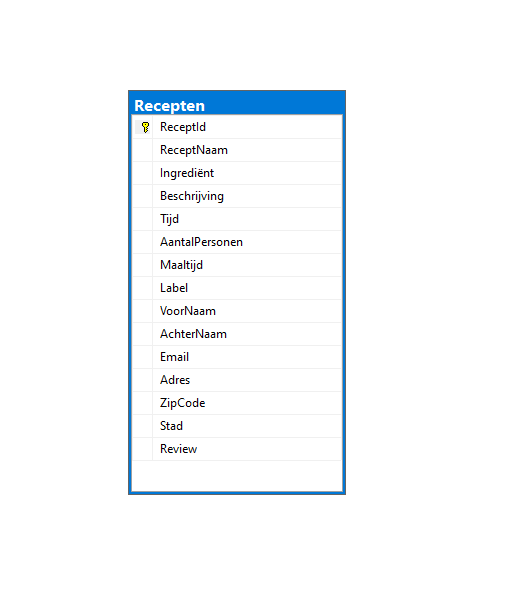 Recepten
ReceptId
ReceptNaam
Ingrediënt
Beschrijving
Tijd
AantalPersonen
Maaltijd
Label
VoorNaam
AchterNaam
Email
Adres
ZipCode
Stad
Review